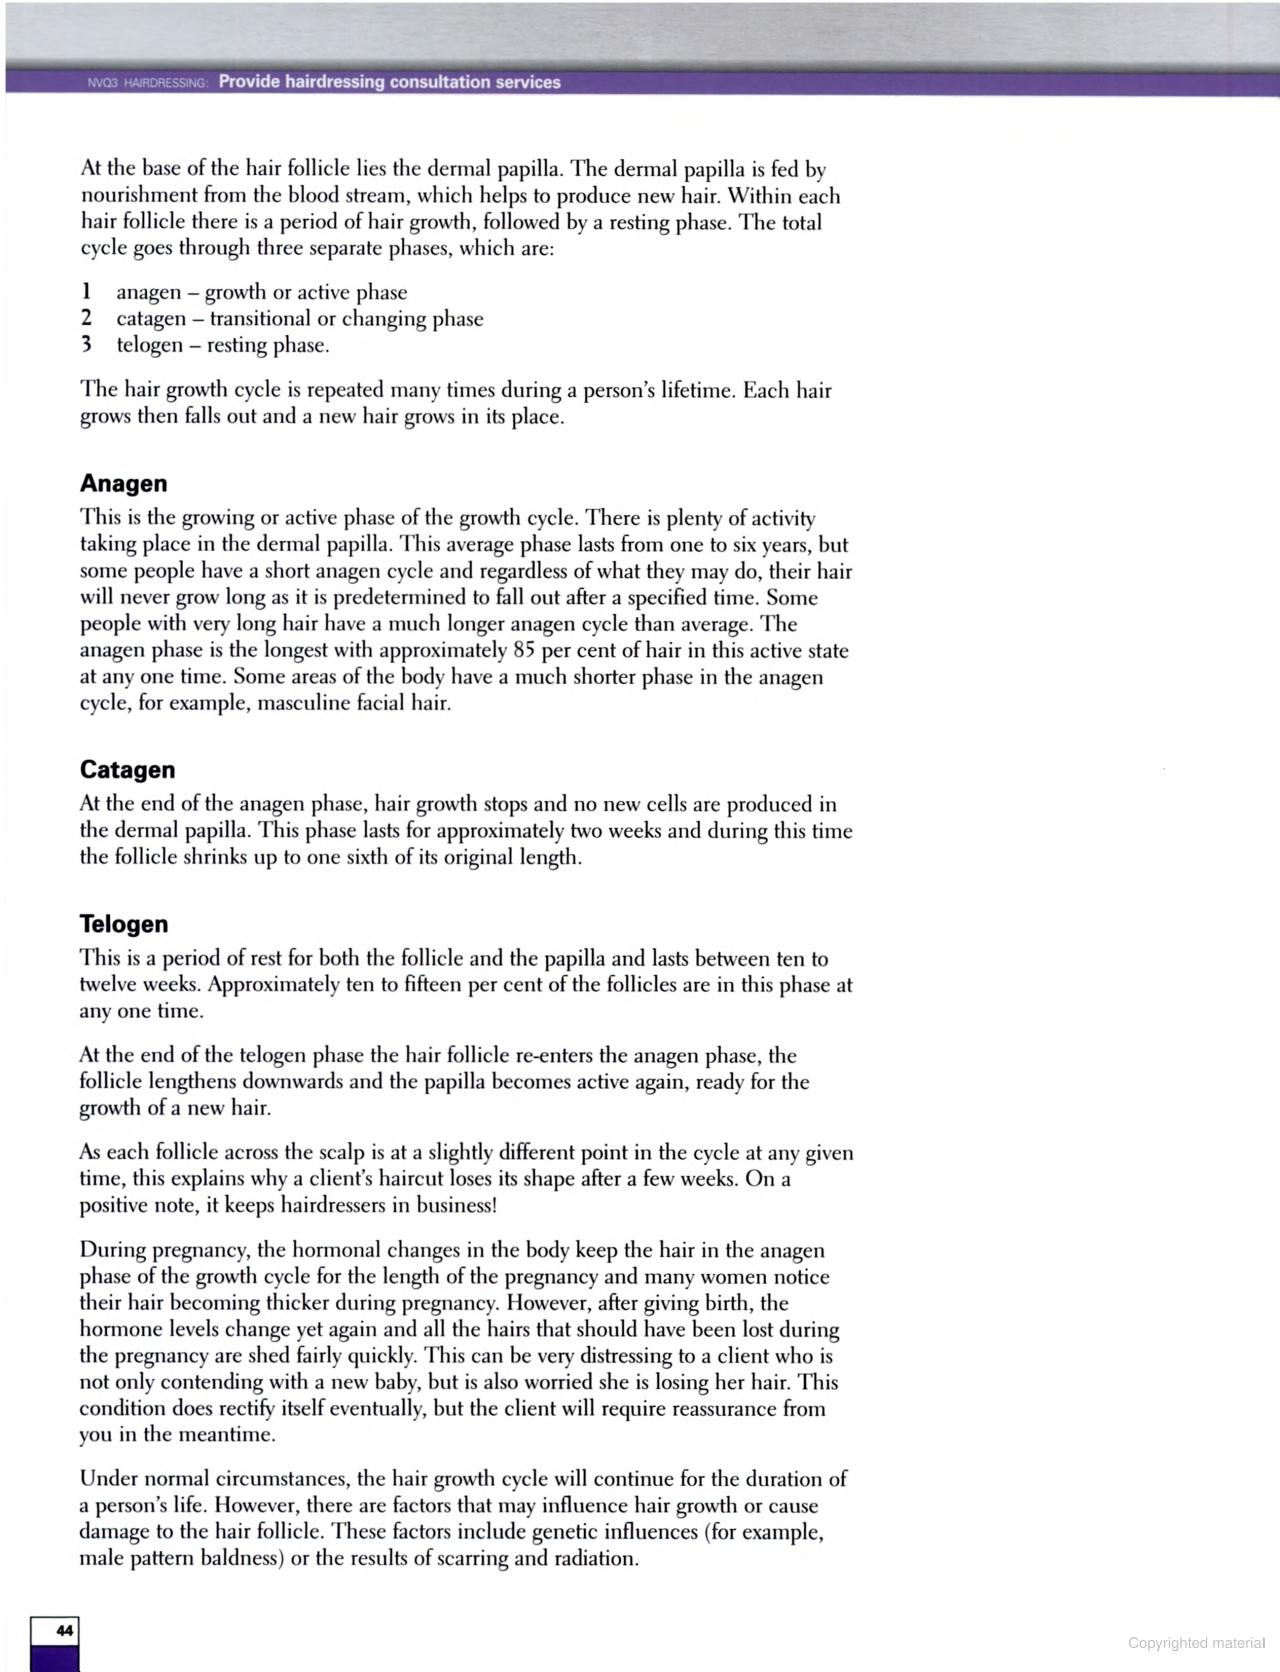 NVQ3 HAIRDRESSING: Provide hairdressing consultation services
At the base of the hair follicle lies the dermal papilla. The dermal papilla is fed by
nourishment from the blood stream, which helps to produce new hair. Within each
hair follicle there is a period of hair growth, followed by a resting phase. The total
cycle goes through three separate phases, which are:
1 anagen – growth or active phase
2 catagen – transitional or changing phase
3 telogen – resting phase.
The hair growth cycle is repeated many times during a person's lifetime. Each hair
grows then falls out and a new hair grows in its place.
Anagen
This is the growing or active phase of the growth cycle. There is plenty of activity
taking place in the dermal papilla. This average phase lasts from one to six years, but
some people have a short anagen cycle and regardless of what they may do, their hair
will never grow long as it is predetermined to fall out after a specified time. Some
people with very long hair have a much longer anagen cycle than average. The
anagen phase is the longest with approximately 85 per cent of hair in this active state
at any one time. Some areas of the body have a much shorter phase in the anagen
cycle, for example, masculine facial hair.
Catagen
At the end of the anagen phase, hair growth stops and no new cells are produced in
the dermal papilla. This phase lasts for approximately two weeks and during this time
the follicle shrinks up to one sixth of its original length.
Telogen
This is a period of rest for both the follicle and the papilla and lasts between ten to
twelve weeks. Approximately ten to fifteen per cent of the follicles are in this phase at
any one time.
At the end of the telogen phase the hair follicle re-enters the anagen phase, the
follicle lengthens downwards and the papilla becomes active again, ready for the
growth of a new hair.
As each follicle across the scalp is at a slightly different point in the cycle at any given
time, this explains why a client's haircut loses its shape after a few weeks. On a
positive note, it keeps hairdressers in business!
During pregnancy, the hormonal changes in the body keep the hair in the anagen
phase of the growth cycle for the length of the pregnancy and many women notice
their hair becoming thicker during pregnancy. However, after giving birth, the
hormone levels change yet again and all the hairs that should have been lost during
the pregnancy are shed fairly quickly. This can be very distressing to a client who is
not only contending with a new baby, but is also worried she is losing her hair. This
condition does rectify itself eventually, but the client will require reassurance from
you in the meantime.
Under normal circumstances, the hair growth cycle will continue for the duration of
a person's life. However, there are factors that may influence hair growth or cause
damage to the hair follicle. These factors include genetic influences (for example,
male pattern baldness) or the results of scarring and radiation.
44
Copyrighted material